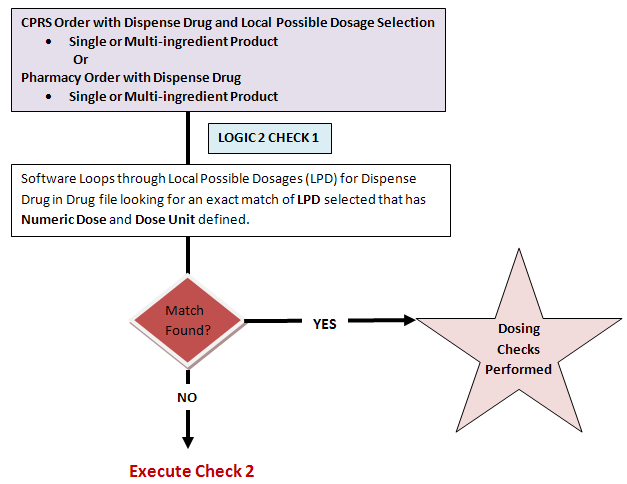 CPRS Order with Dispense Drug and Local Possible Dosage Selection
• Single or Multi-ingredient Product
Or
Pharmacy Order with Dispense Drug
• Single or Multi-ingredient Product
LOGIC 2 CHECK 1
Software Loops through Local Possible Dosages (LPD) for Dispense
Drug in Drug file looking for an exact match of LPD selected that has
Numeric Dose and Dose Unit defined.
Match
Found?
YES
Dosing
Checks
Performed
NO
Execute Check 2